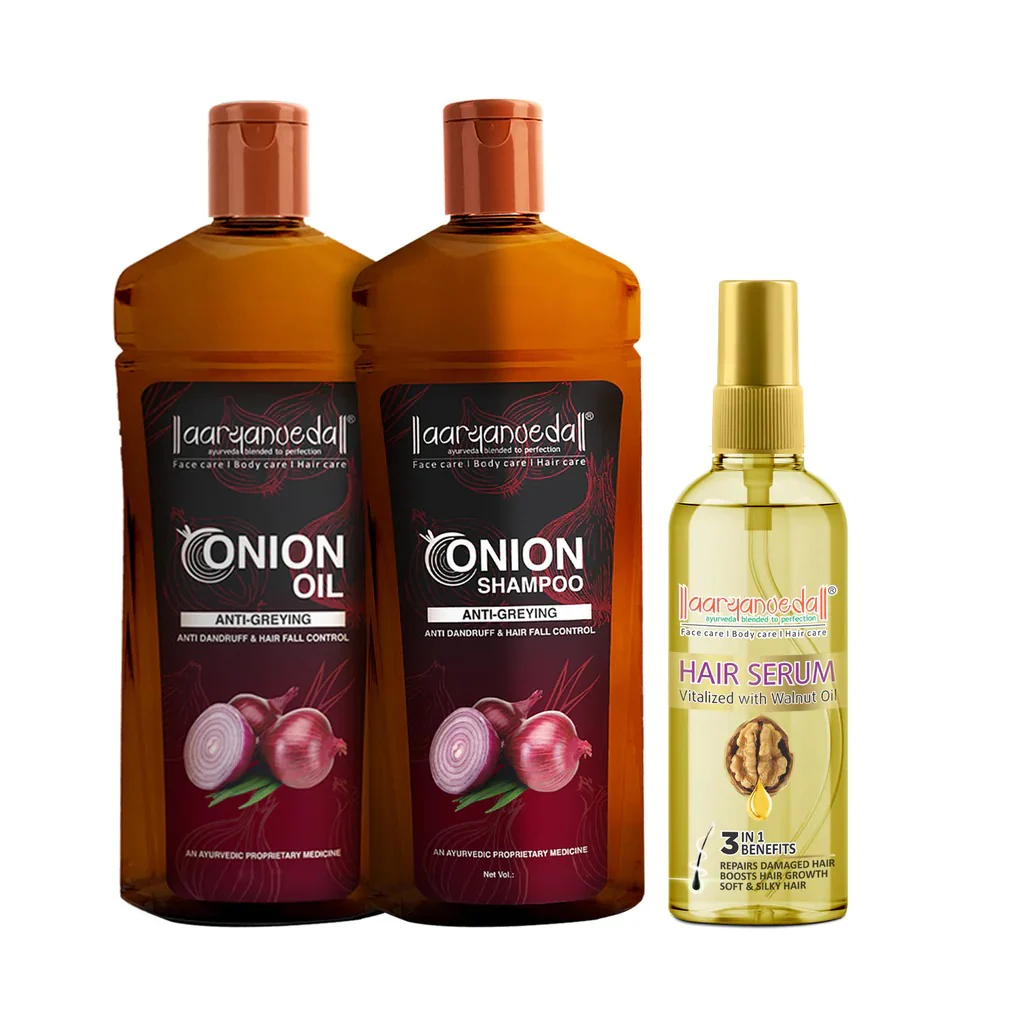 ||aaryanveda||®
ayurveda blended to perfection
Face care | Body care | Hair care
ONION
OIL
ANTI-GREYING
ANTI DANDRUFF & HAIR FALL CONTROL
AN AYURVEDIC PROPRIETARY MEDICINE
||aaryanveda||®
ayurveda blended to perfection
Face care | Body care | Hair care
ONION
SHAMPOO
ANTI-GREYING
ANTI DANDRUFF & HAIR FALL CONTROL
AN AYURVEDIC PROPRIETARY MEDICINE
Net Vol.:
||aaryanveda||®
ayurveda blended to perfection
Face care | Body care | Hair care
HAIR SERUM
Vitalized with Walnut Oil
3 IN 1
BENEFITS
REPAIRS DAMAGED HAIR
BOOSTS HAIR GROWTH
SOFT & SILKY HAIR